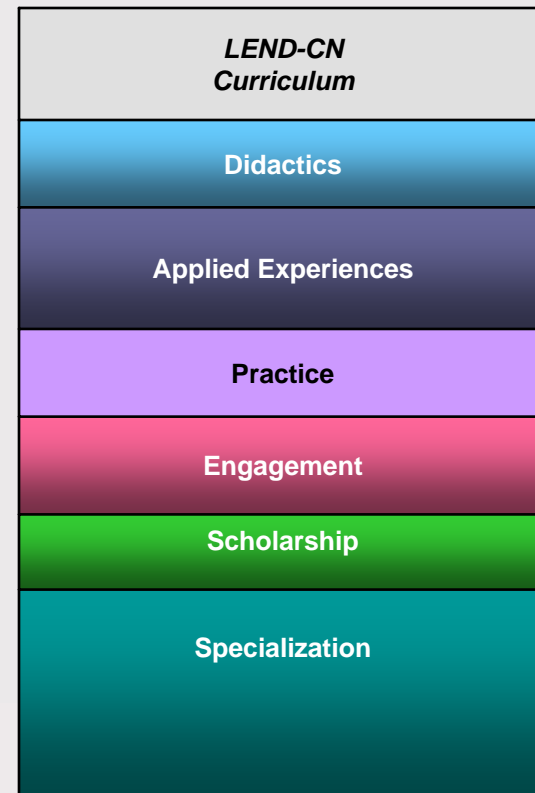 LEND-CN
Curriculum
Didactics
Applied Experiences
Practice
Engagement
Scholarship
Specialization